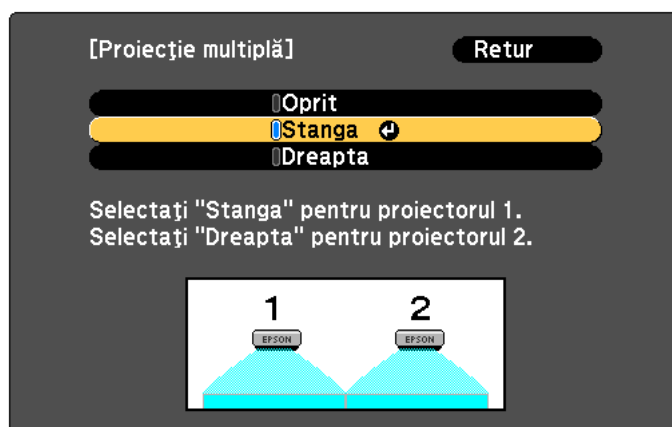 [Proiecţie multiplă]
Retur
Oprit
Stanga
Dreapta
Selectaţi "Stanga" pentru proiectorul 1.
Selectaţi "Dreapta" pentru proiectorul 2.
1 2
EPSON EPSON